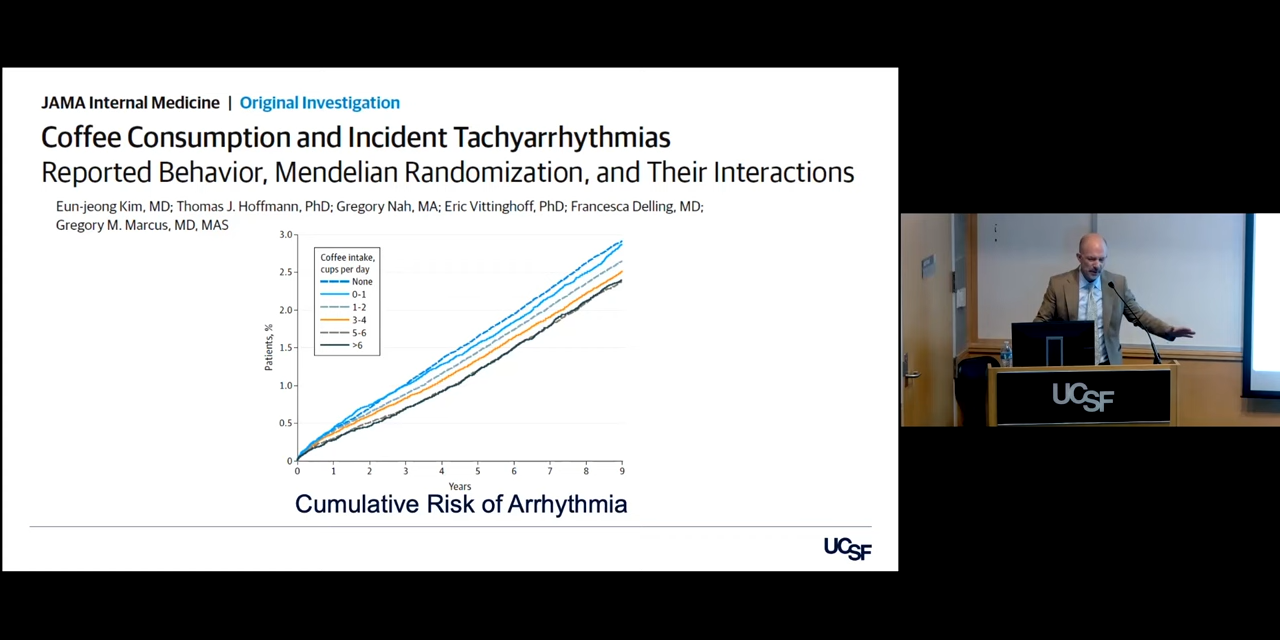 JAMA Internal Medicine | Original Investigation
Coffee Consumption and Incident Tachyarrhythmias
Reported Behavior, Mendelian Randomization, and Their Interactions
Eun-jeong Kim, MD; Thomas J. Hoffmann, PhD; Gregory Nah, MA; Eric Vittinghoff, PhD; Francesca Delling, MD;
Gregory M. Marcus, MD, MAS
Patients, %
3.0
2.5
2.0
1.5
1.0
0.5
0
Coffee intake,
cups per day
None
0-1
1-2
3-4
5-6
>6
0 1 2 3 4 5 6 7 8 9
Years
Cumulative Risk of Arrhythmia
UCSF
UCSF